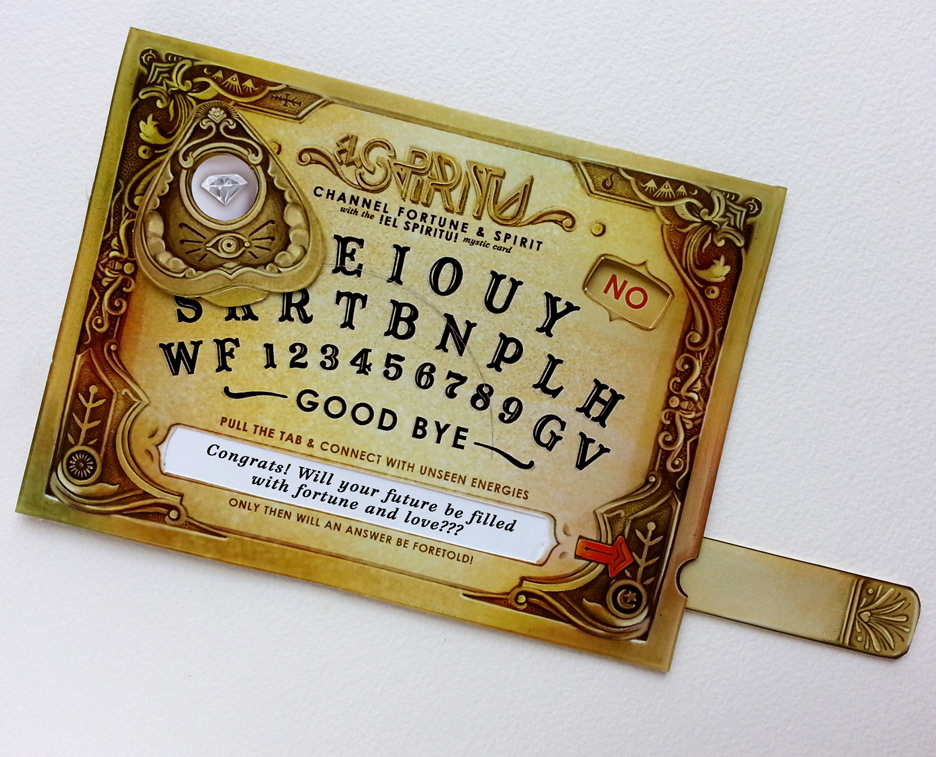 EL SPIRITU
CHANNEL FORTUNE & SPIRIT
with the !EL SPIRITU! mystic card
E I O U Y
NO
S K R T B N P L H
W F 1 2 3 4 5 6 7 8 9 G V
GOOD BYE
PULL THE TAB & CONNECT WITH UNSEEN ENERGIES
Congrats! Will your future be filled
with fortune and love???
ONLY THEN WILL AN ANSWER BE FORETOLD!